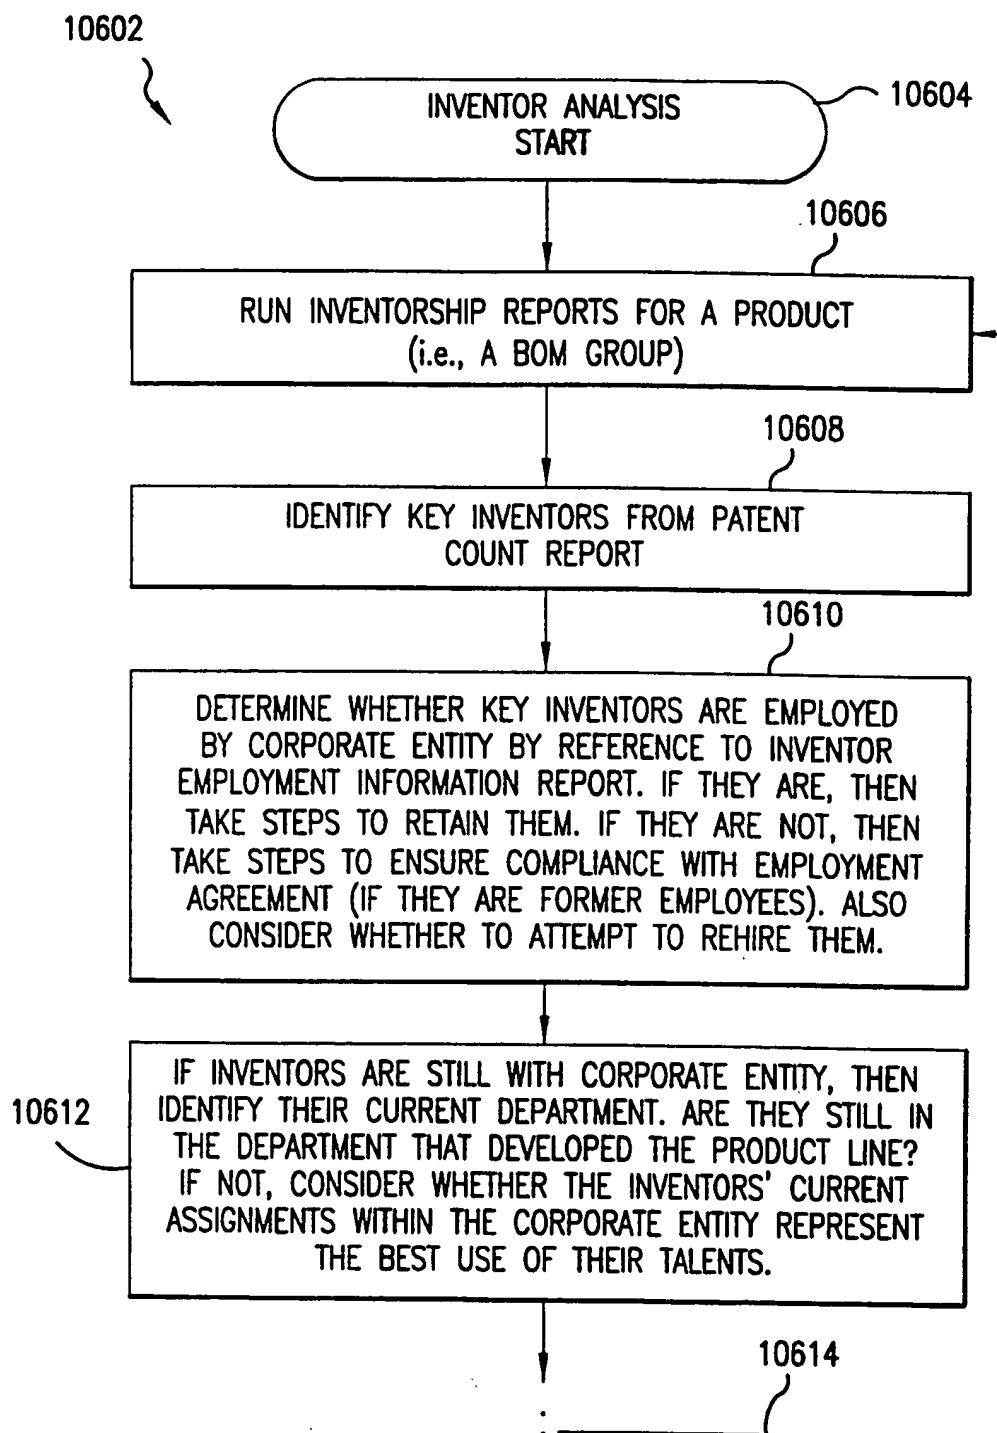 10602
INVENTOR ANALYSIS
START
10604
10606
RUN INVENTORSHIP REPORTS FOR A PRODUCT
(i.e., A BOM GROUP)
10608
IDENTIFY KEY INVENTORS FROM PATENT
COUNT REPORT
10610
DETERMINE WHETHER KEY INVENTORS ARE EMPLOYED
BY CORPORATE ENTITY BY REFERENCE TO INVENTOR
EMPLOYMENT INFORMATION REPORT. IF THEY ARE, THEN
TAKE STEPS TO RETAIN THEM. IF THEY ARE NOT, THEN
TAKE STEPS TO ENSURE COMPLIANCE WITH EMPLOYMENT
AGREEMENT (IF THEY ARE FORMER EMPLOYEES). ALSO
CONSIDER WHETHER TO ATTEMPT TO REHIRE THEM.
10612
IF INVENTORS ARE STILL WITH CORPORATE ENTITY, THEN
IDENTIFY THEIR CURRENT DEPARTMENT. ARE THEY STILL IN
THE DEPARTMENT THAT DEVELOPED THE PRODUCT LINE?
IF NOT, CONSIDER WHETHER THE INVENTORS' CURRENT
ASSIGNMENTS WITHIN THE CORPORATE ENTITY REPRESENT
THE BEST USE OF THEIR TALENTS.
10614